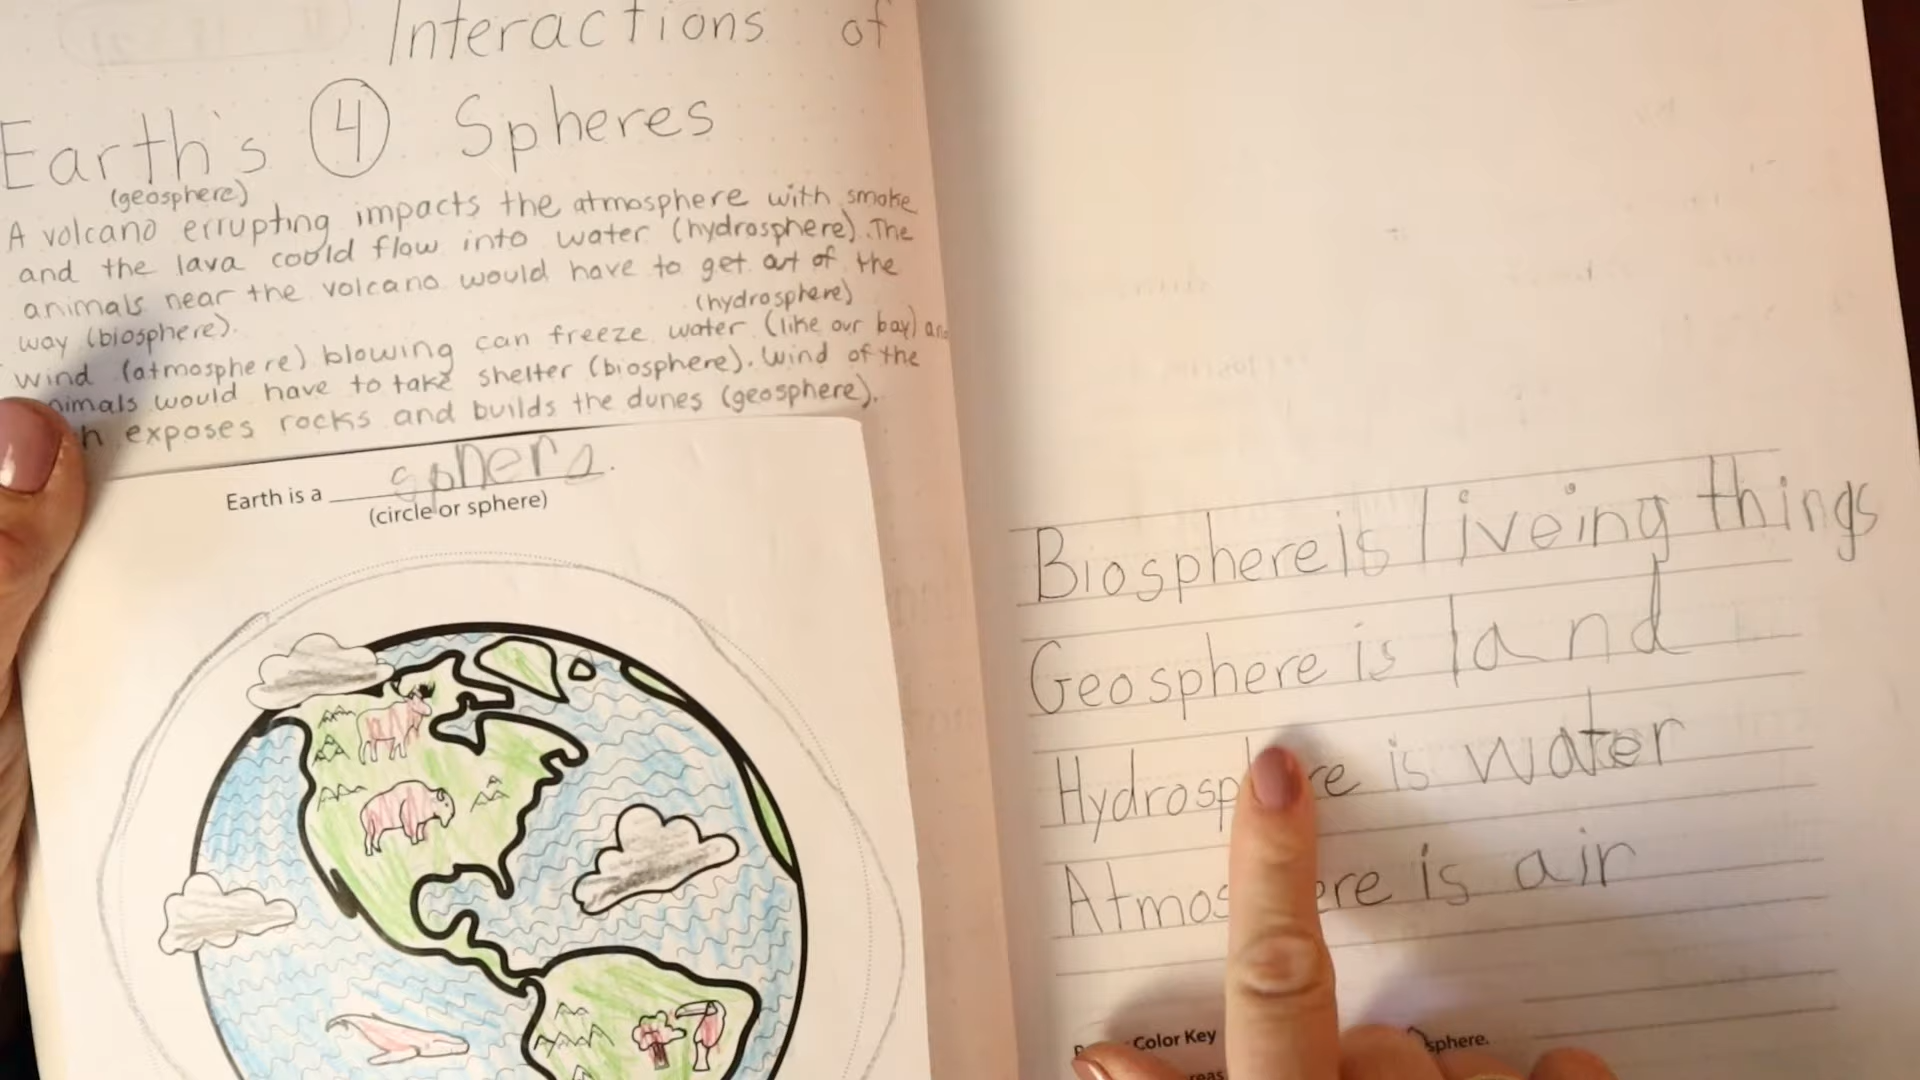 Interactions of
Earth's 4 Spheres
(geosphere)
A volcano errupting impacts the atmosphere with smoke
and the lava could flow into water (hydrosphere). The
animals near the volcano would have to get out of the
way (biosphere).
(hydrosphere)
wind (atmosphere) blowing can freeze water (like our bay) and
animals would have to take shelter (biosphere). Wind of the
exposes rocks and builds the dunes (geosphere).
Earth is a sphere.
(circle or sphere)
Biosphere is liveing things
Geosphere is land
Hydrosphere is water
Atmosphere is air
Color Key
sphere.